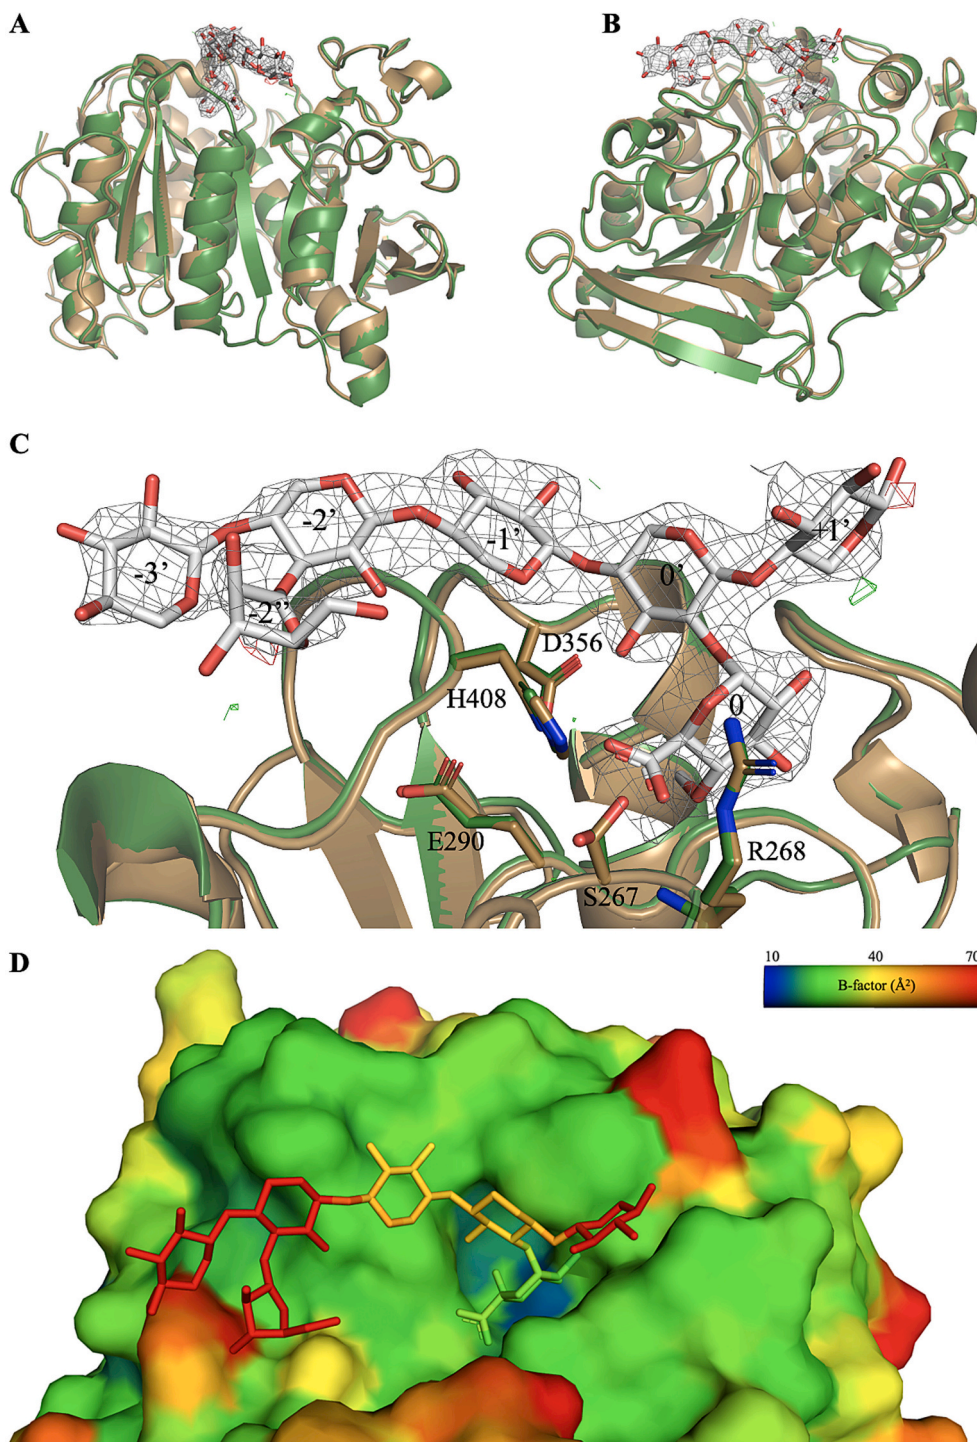 A
B
C
-2'
-1'
+1'
-3'
0'
-2''
D356
H408
0
E290
R268
S267
D
10
40
70
B-factor (Å²)